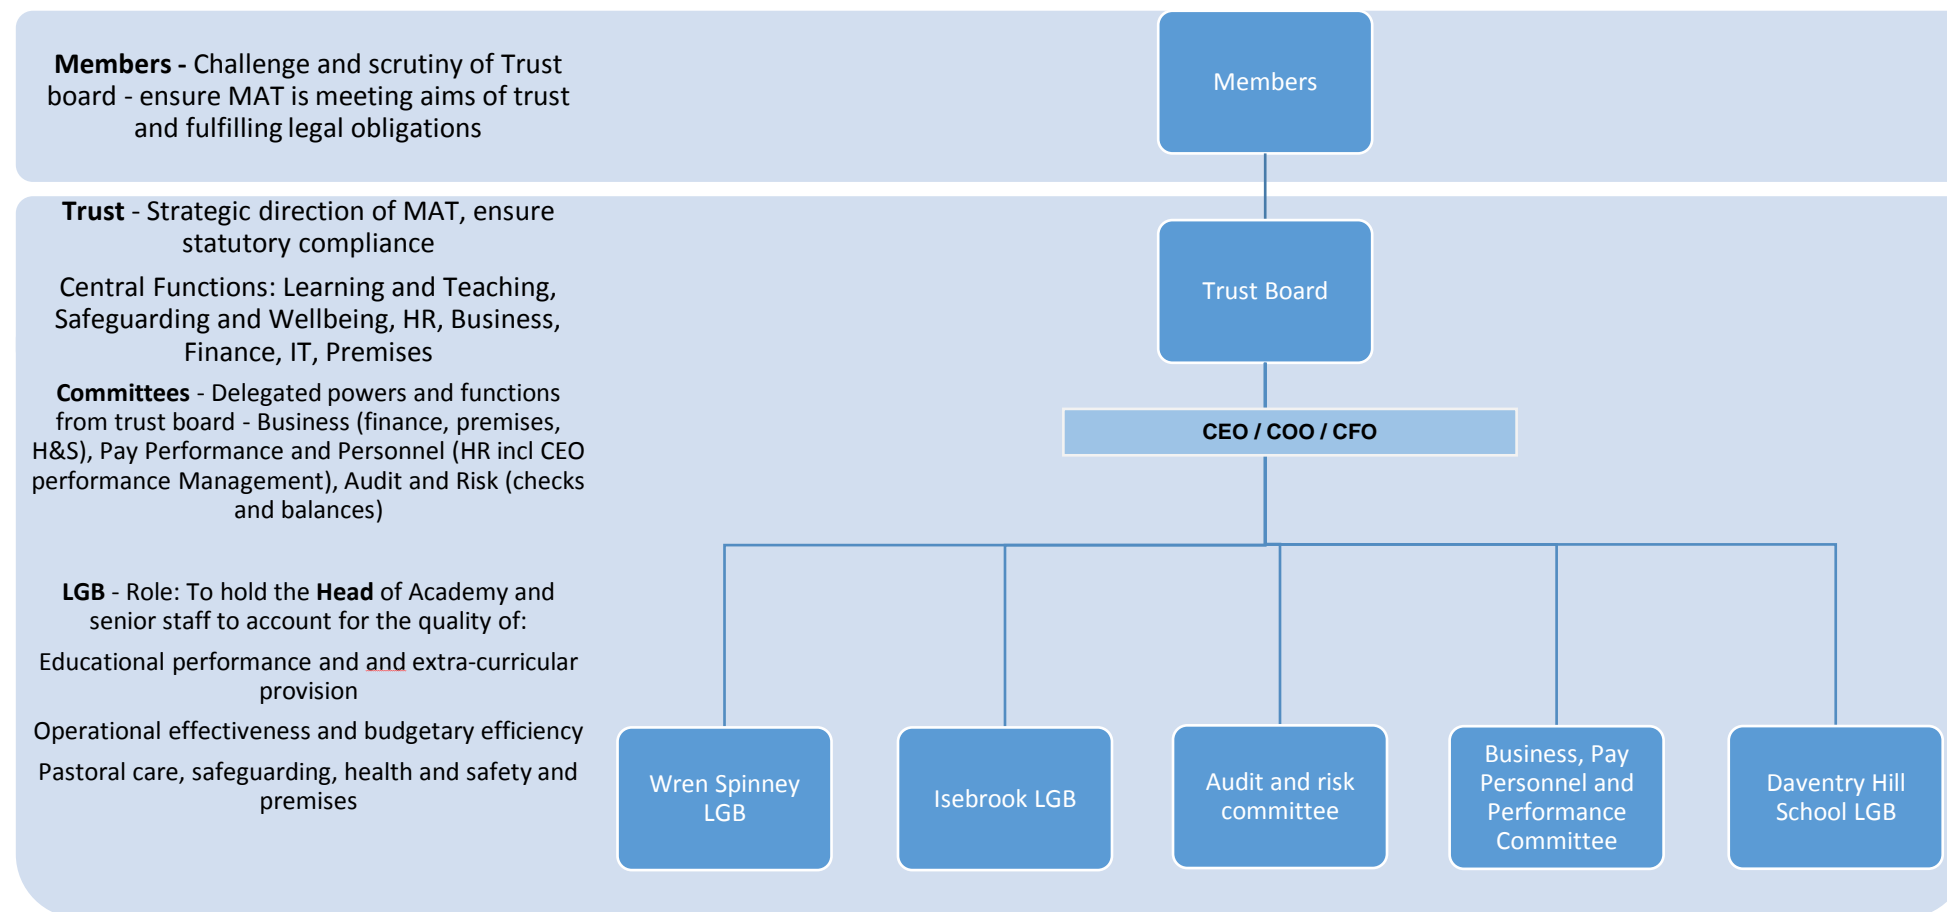 Members - Challenge and scrutiny of Trust
board - ensure MAT is meeting aims of trust
and fulfilling legal obligations
Members
Trust - Strategic direction of MAT, ensure
statutory compliance
Central Functions: Learning and Teaching,
Safeguarding and Wellbeing, HR, Business,
Finance, IT, Premises
Trust Board
Committees - Delegated powers and functions
from trust board - Business (finance, premises,
H&S), Pay Performance and Personnel (HR incl CEO
performance Management), Audit and Risk (checks
and balances)
CEO / COO / CFO
LGB - Role: To hold the Head of Academy and
senior staff to account for the quality of:
Educational performance and and extra-curricular
provision
Operational effectiveness and budgetary efficiency
Pastoral care, safeguarding, health and safety and
premises
Wren Spinney
LGB
Isebrook LGB
Audit and risk
committee
Business, Pay
Personnel and
Performance
Committee
Daventry Hill
School LGB